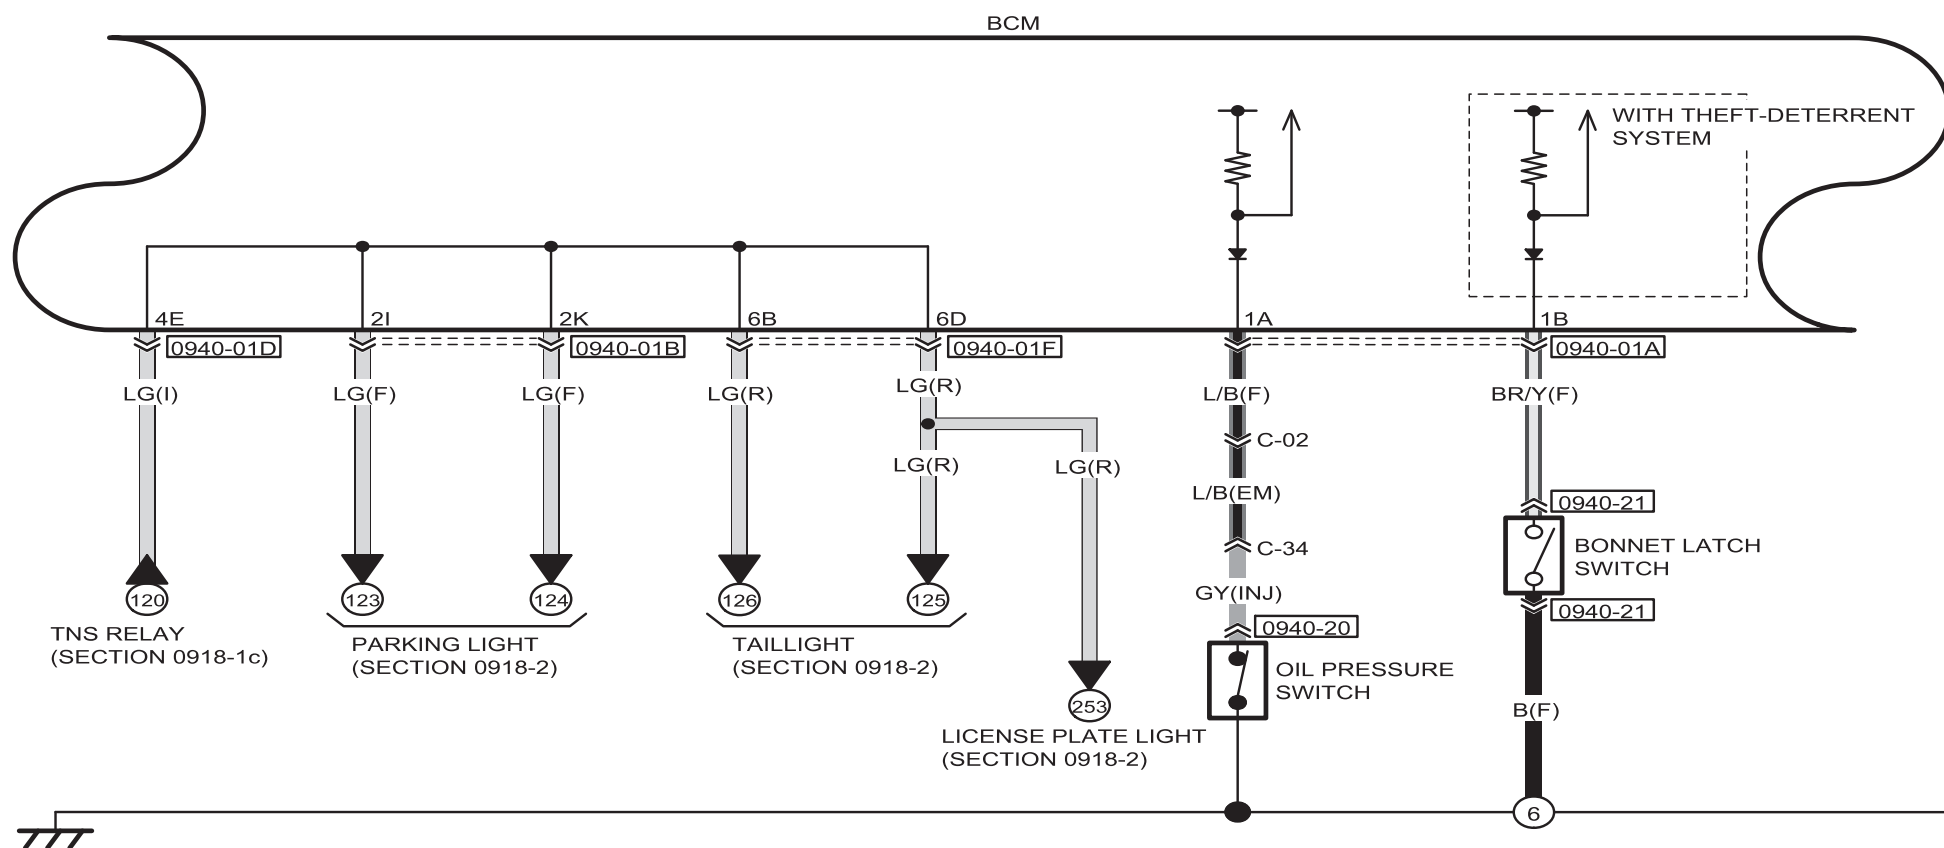 BCM
WITH THEFT-DETERRENT
SYSTEM
4E
2I
2K
6B
6D
1A
1B
0940-01D
0940-01B
0940-01F
0940-01A
LG(I)
LG(F)
LG(F)
LG(R)
LG(R)
L/B(F)
BR/Y(F)
C-02
LG(R)
LG(R)
L/B(EM)
0940-21
C-34
BONNET LATCH
SWITCH
GY(INJ)
120
123
124
126
125
0940-21
0940-20
TNS RELAY
(SECTION 0918-1c)
PARKING LIGHT
(SECTION 0918-2)
TAILLIGHT
(SECTION 0918-2)
OIL PRESSURE
SWITCH
253
B(F)
LICENSE PLATE LIGHT
(SECTION 0918-2)
6